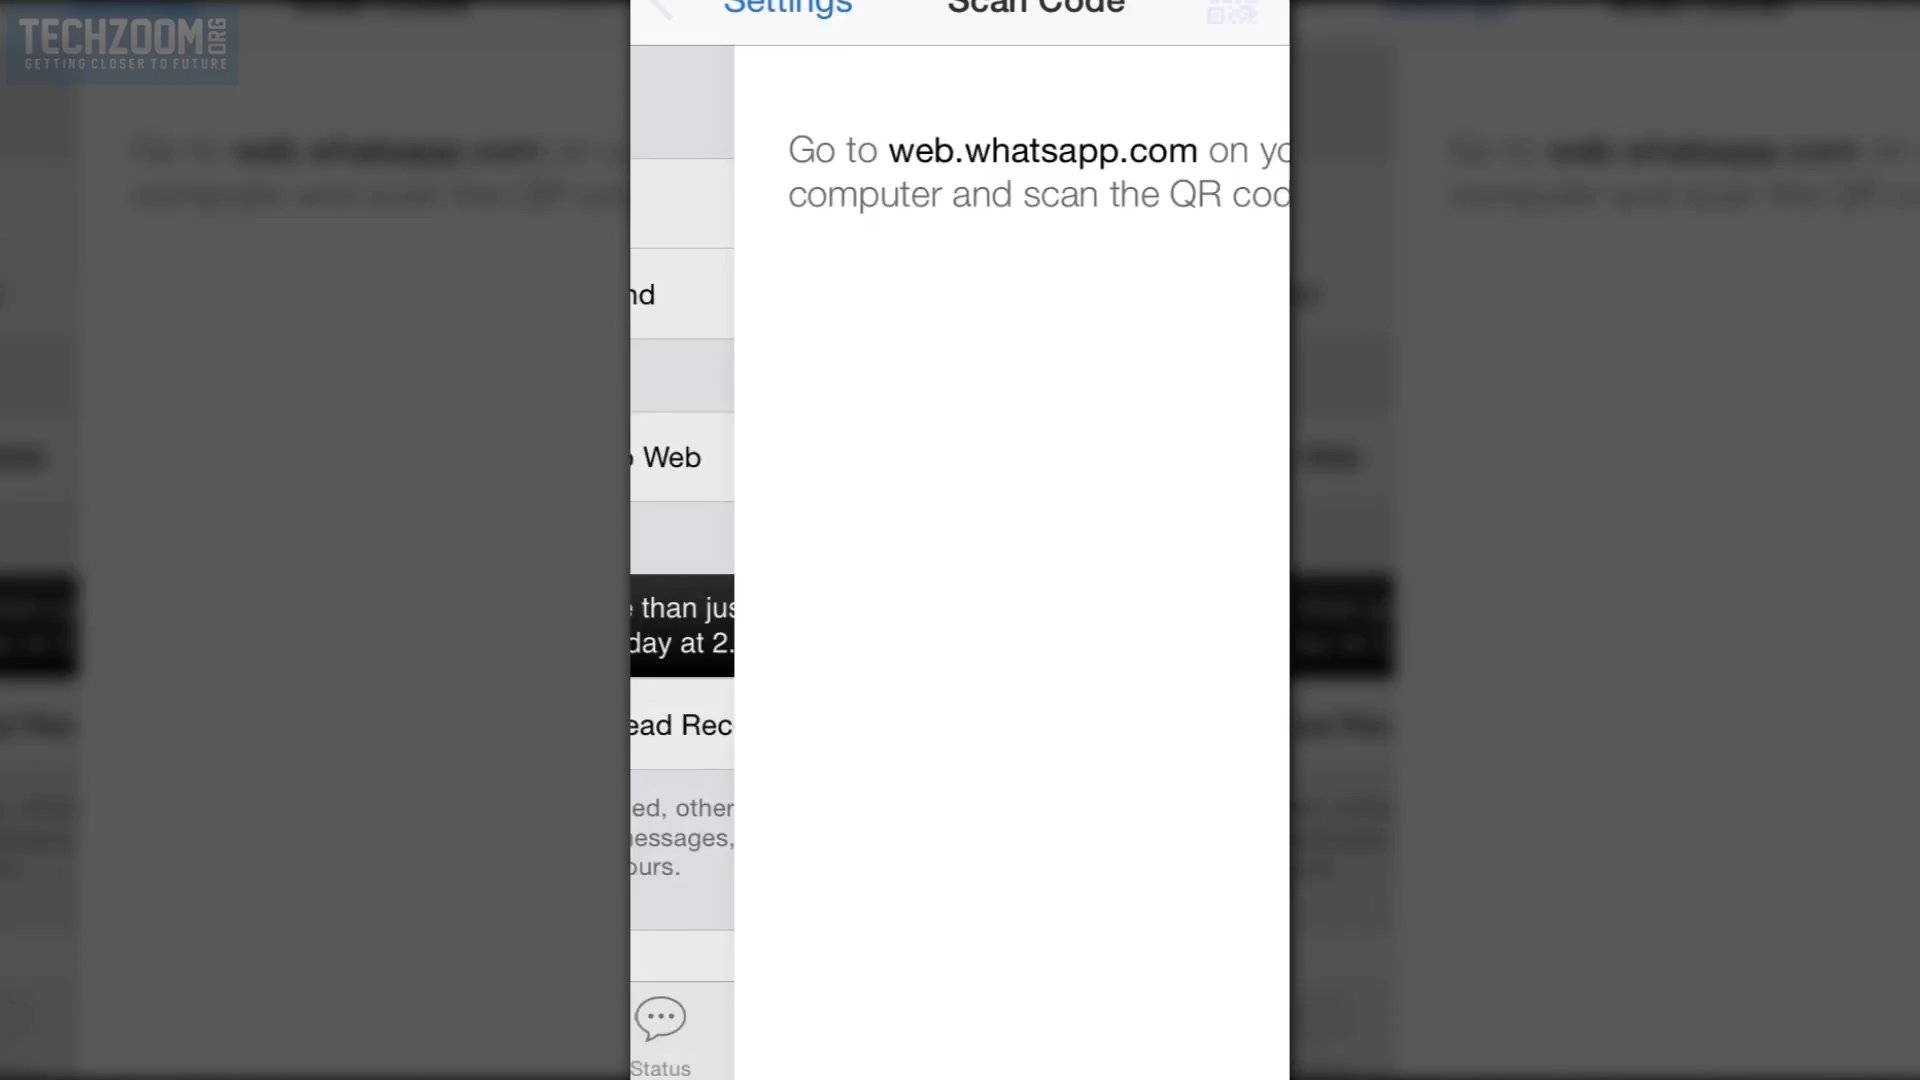 TECHZOOM.ORG
GETTING CLOSER TO FUTURE
Settings
Scan Code
Go to web.whatsapp.com on yo
computer and scan the QR cod
nd
Web
than jus
day at 2.
ead Rec
ed, other
essages,
ours.
Status